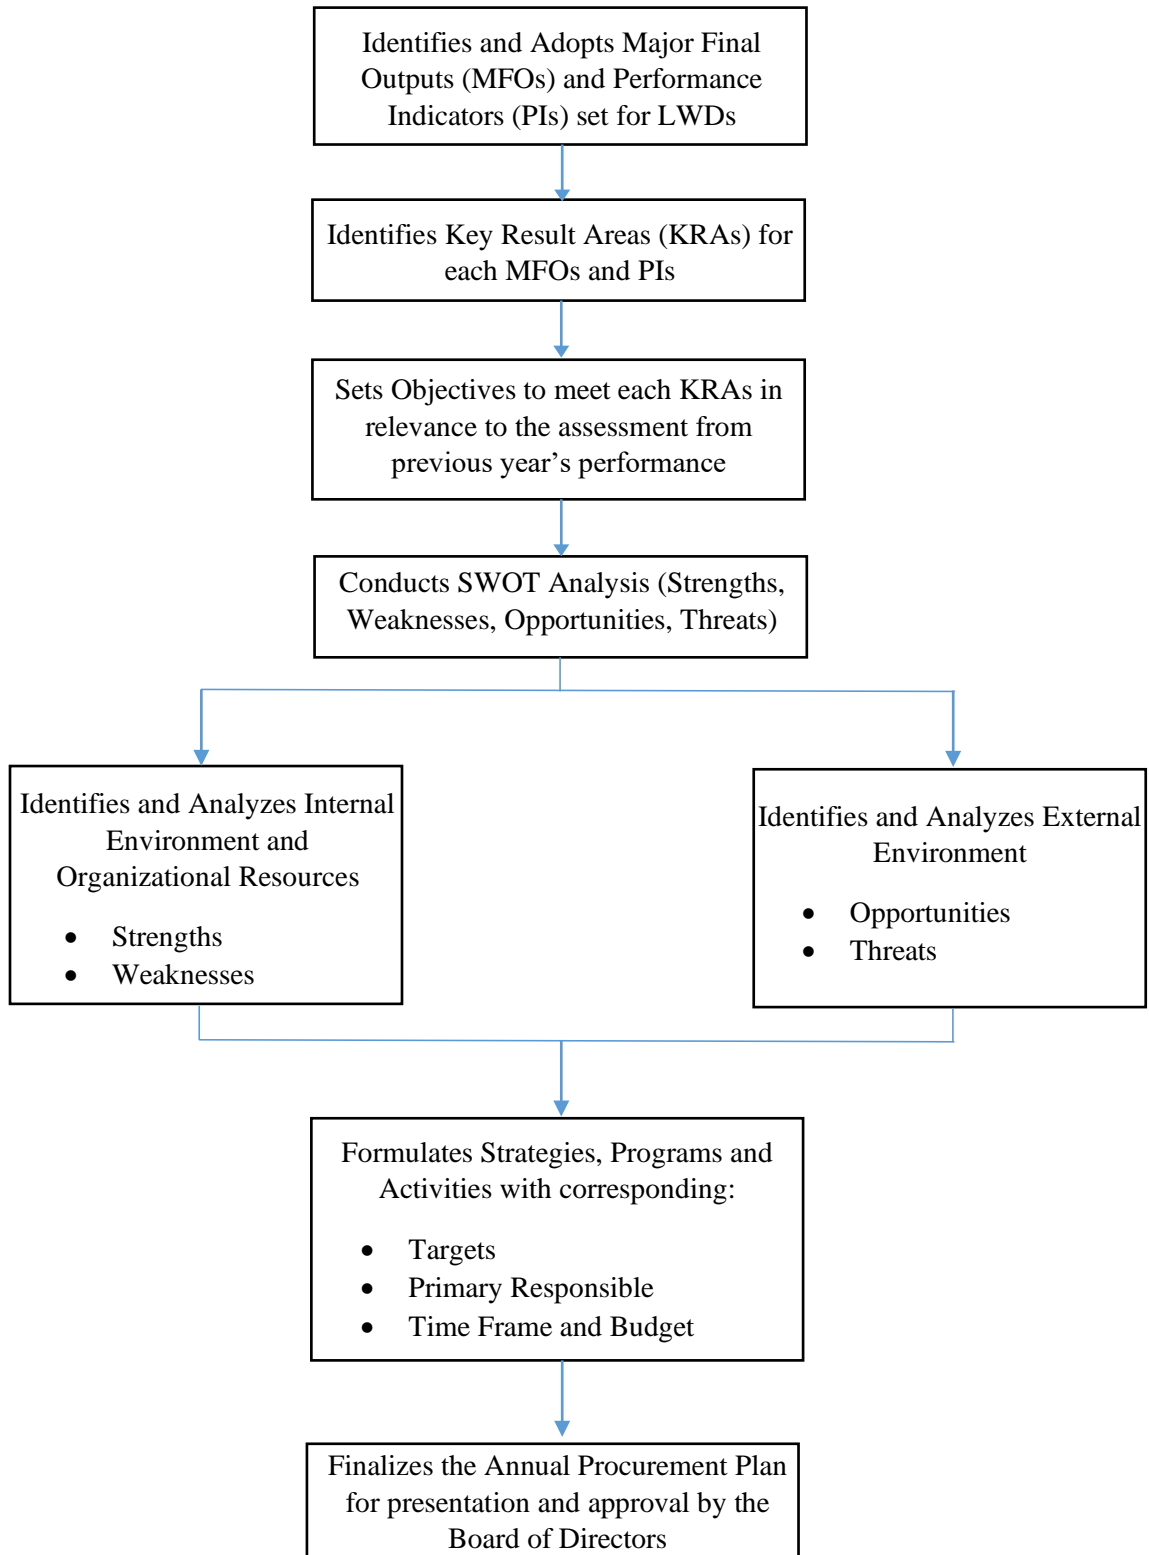 Identifies and Adopts Major Final
Outputs (MFOs) and Performance
Indicators (PIs) set for LWDs
Identifies Key Result Areas (KRAs) for
each MFOs and PIs
Sets Objectives to meet each KRAs in
relevance to the assessment from
previous year’s performance
Conducts SWOT Analysis (Strengths,
Weaknesses, Opportunities, Threats)
Identifies and Analyzes Internal
Environment and
Organizational Resources
• Strengths
• Weaknesses
Identifies and Analyzes External
Environment
• Opportunities
• Threats
Formulates Strategies, Programs and
Activities with corresponding:
• Targets
• Primary Responsible
• Time Frame and Budget
Finalizes the Annual Procurement Plan
for presentation and approval by the
Board of Directors